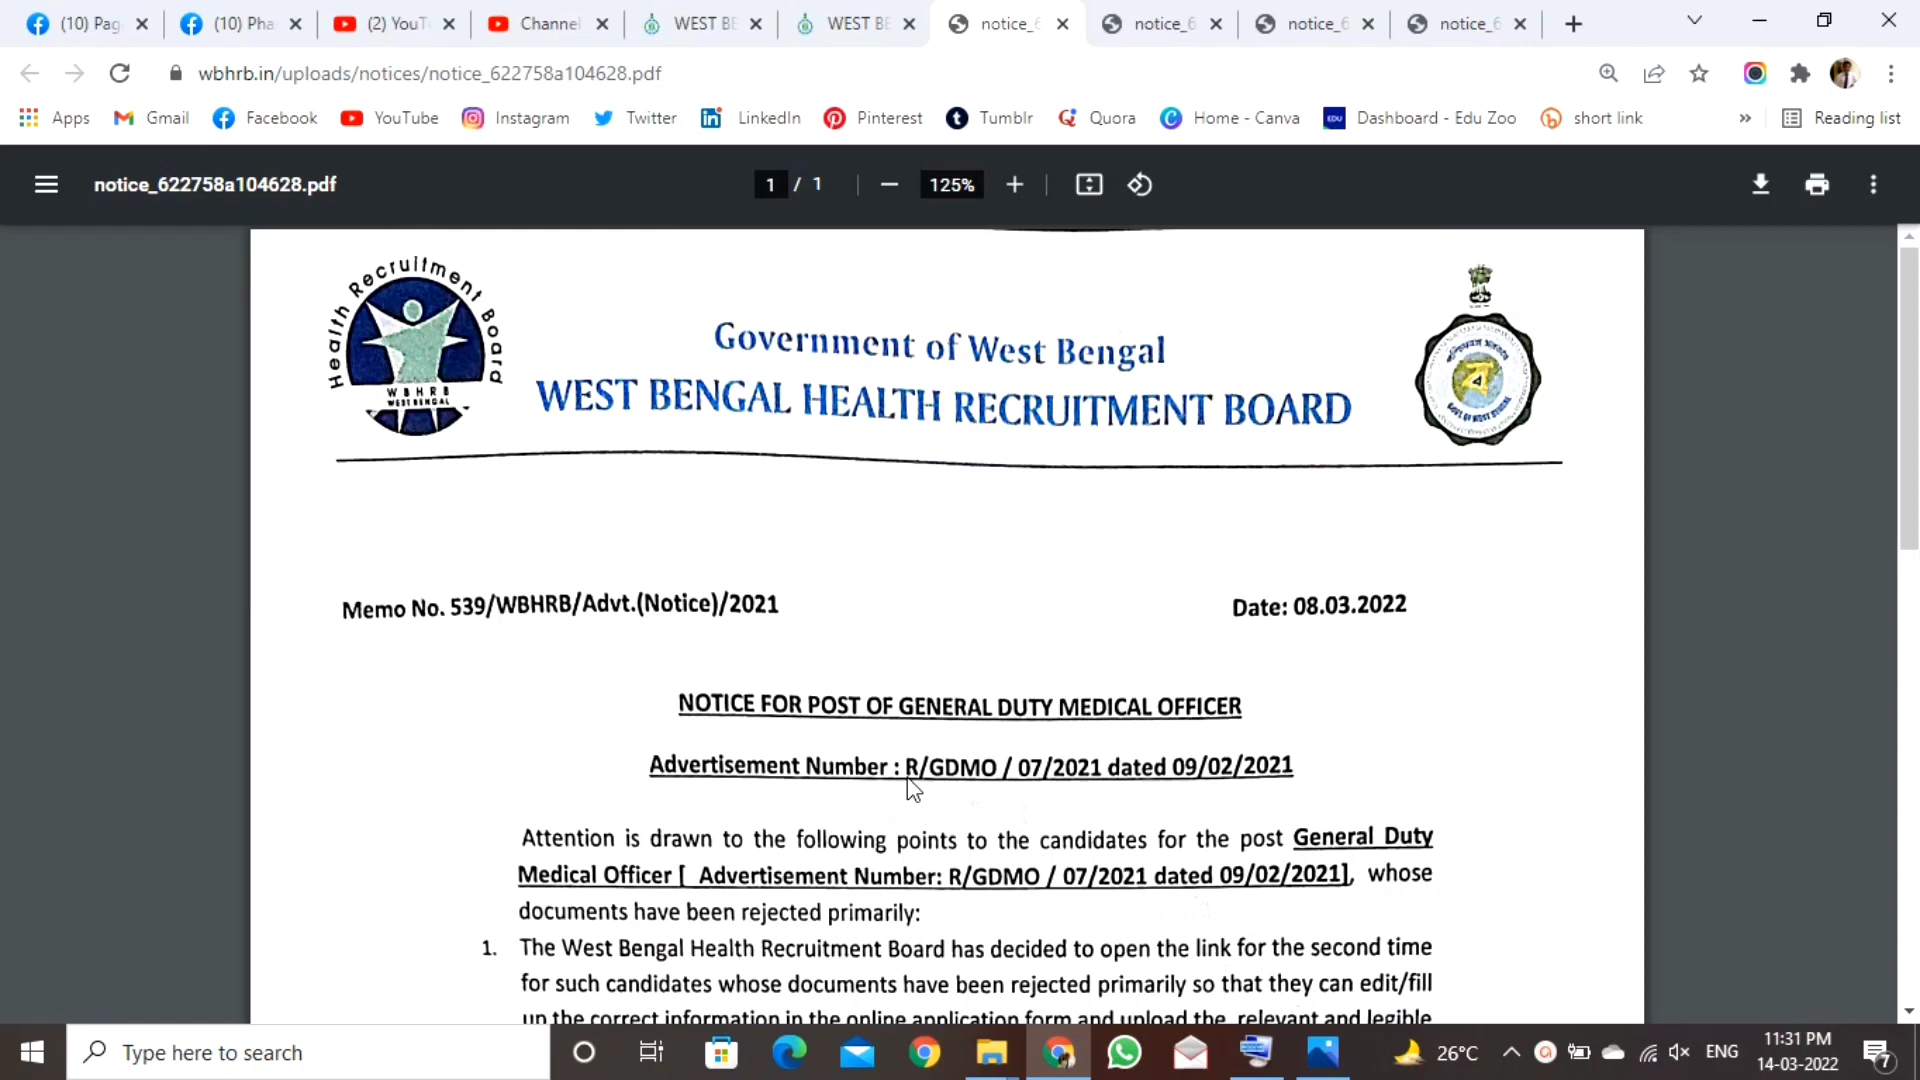 (10) Pag
(10) Pha
(2) YouT
Channel
WEST BE
WEST BE
notice_6
notice_6
notice_6
notice_6
wbhrb.in/uploads/notices/notice_622758a104628.pdf
Apps
Gmail
Facebook
YouTube
Instagram
Twitter
LinkedIn
Pinterest
Tumblr
Quora
Home - Canva
EDU
Dashboard - Edu Zoo
short link
»
Reading list
notice_622758a104628.pdf
1 / 1
125%
Health Recruitment Board
WBHRB
WEST BENGAL
Government of West Bengal
WEST BENGAL HEALTH RECRUITMENT BOARD
GOVT. OF WEST BENGAL
Memo No. 539/WBHRB/Advt.(Notice)/2021
Date: 08.03.2022
NOTICE FOR POST OF GENERAL DUTY MEDICAL OFFICER
Advertisement Number : R/GDMO / 07/2021 dated 09/02/2021
Attention is drawn to the following points to the candidates for the post General Duty
Medical Officer [ Advertisement Number: R/GDMO / 07/2021 dated 09/02/2021], whose
documents have been rejected primarily:
1. The West Bengal Health Recruitment Board has decided to open the link for the second time
for such candidates whose documents have been rejected primarily so that they can edit/fill
up the correct information in the online application form and upload the relevant and legible
Type here to search
26°C
ENG
11:31 PM
14-03-2022
7